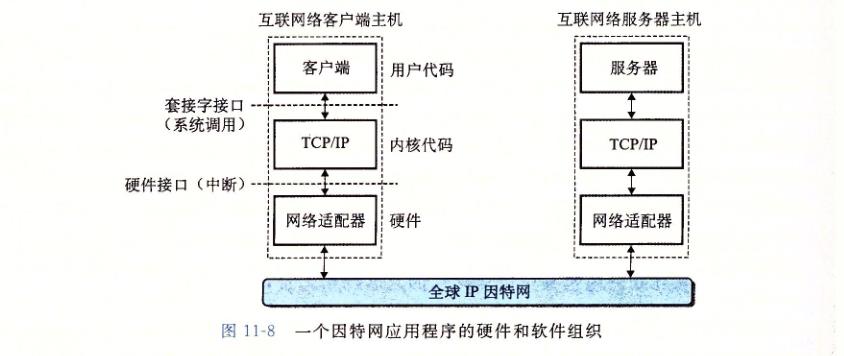 互联网络客户端主机
互联网络服务器主机
客户端
用户代码
服务器
套接字接口
（系统调用）
TCP/IP
内核代码
TCP/IP
硬件接口（中断）
网络适配器
硬件
网络适配器
全球 IP 因特网
图 11-8 一个因特网应用程序的硬件和软件组织